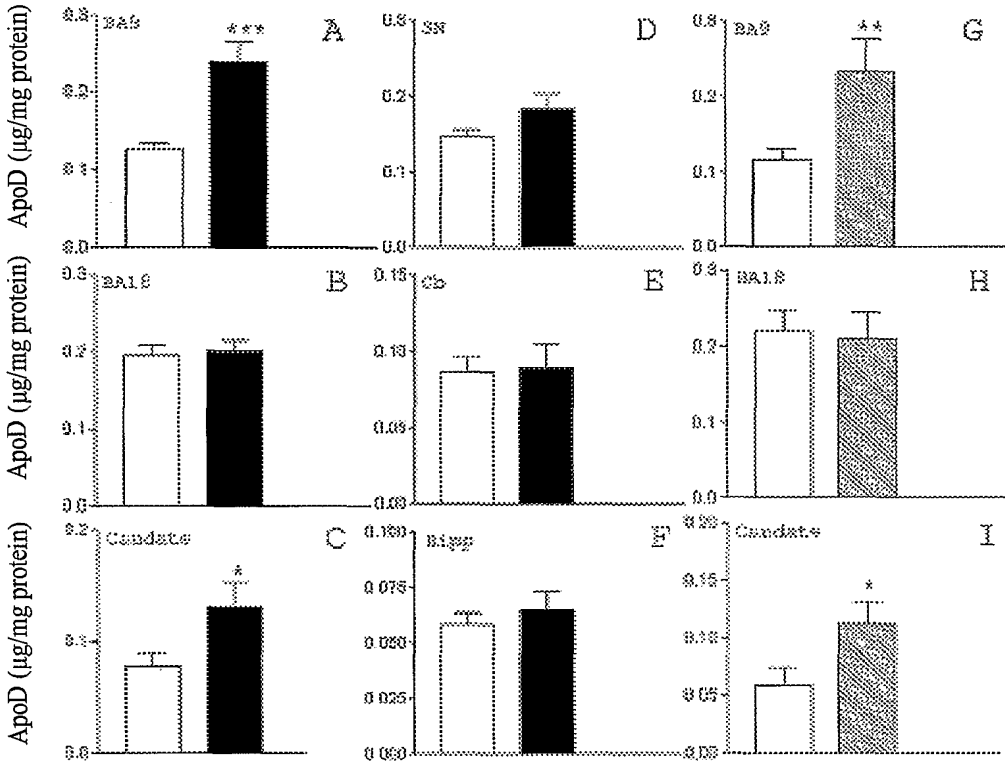 ApoD (µg/mg protein)
BA9
***
A
0.3
0.2
0.1
0.0
SN
D
0.3
0.2
0.1
0.0
BA9
**
G
0.3
0.2
0.1
0.0
ApoD (µg/mg protein)
BA18
B
0.3
0.2
0.1
0.0
Cb
E
0.15
0.10
0.05
0.00
BA18
H
0.3
0.2
0.1
0.0
ApoD (µg/mg protein)
Caudate
*
C
0.2
0.1
0.0
Hipp
F
0.100
0.075
0.050
0.025
0.000
Caudate
*
I
0.20
0.15
0.10
0.05
0.00